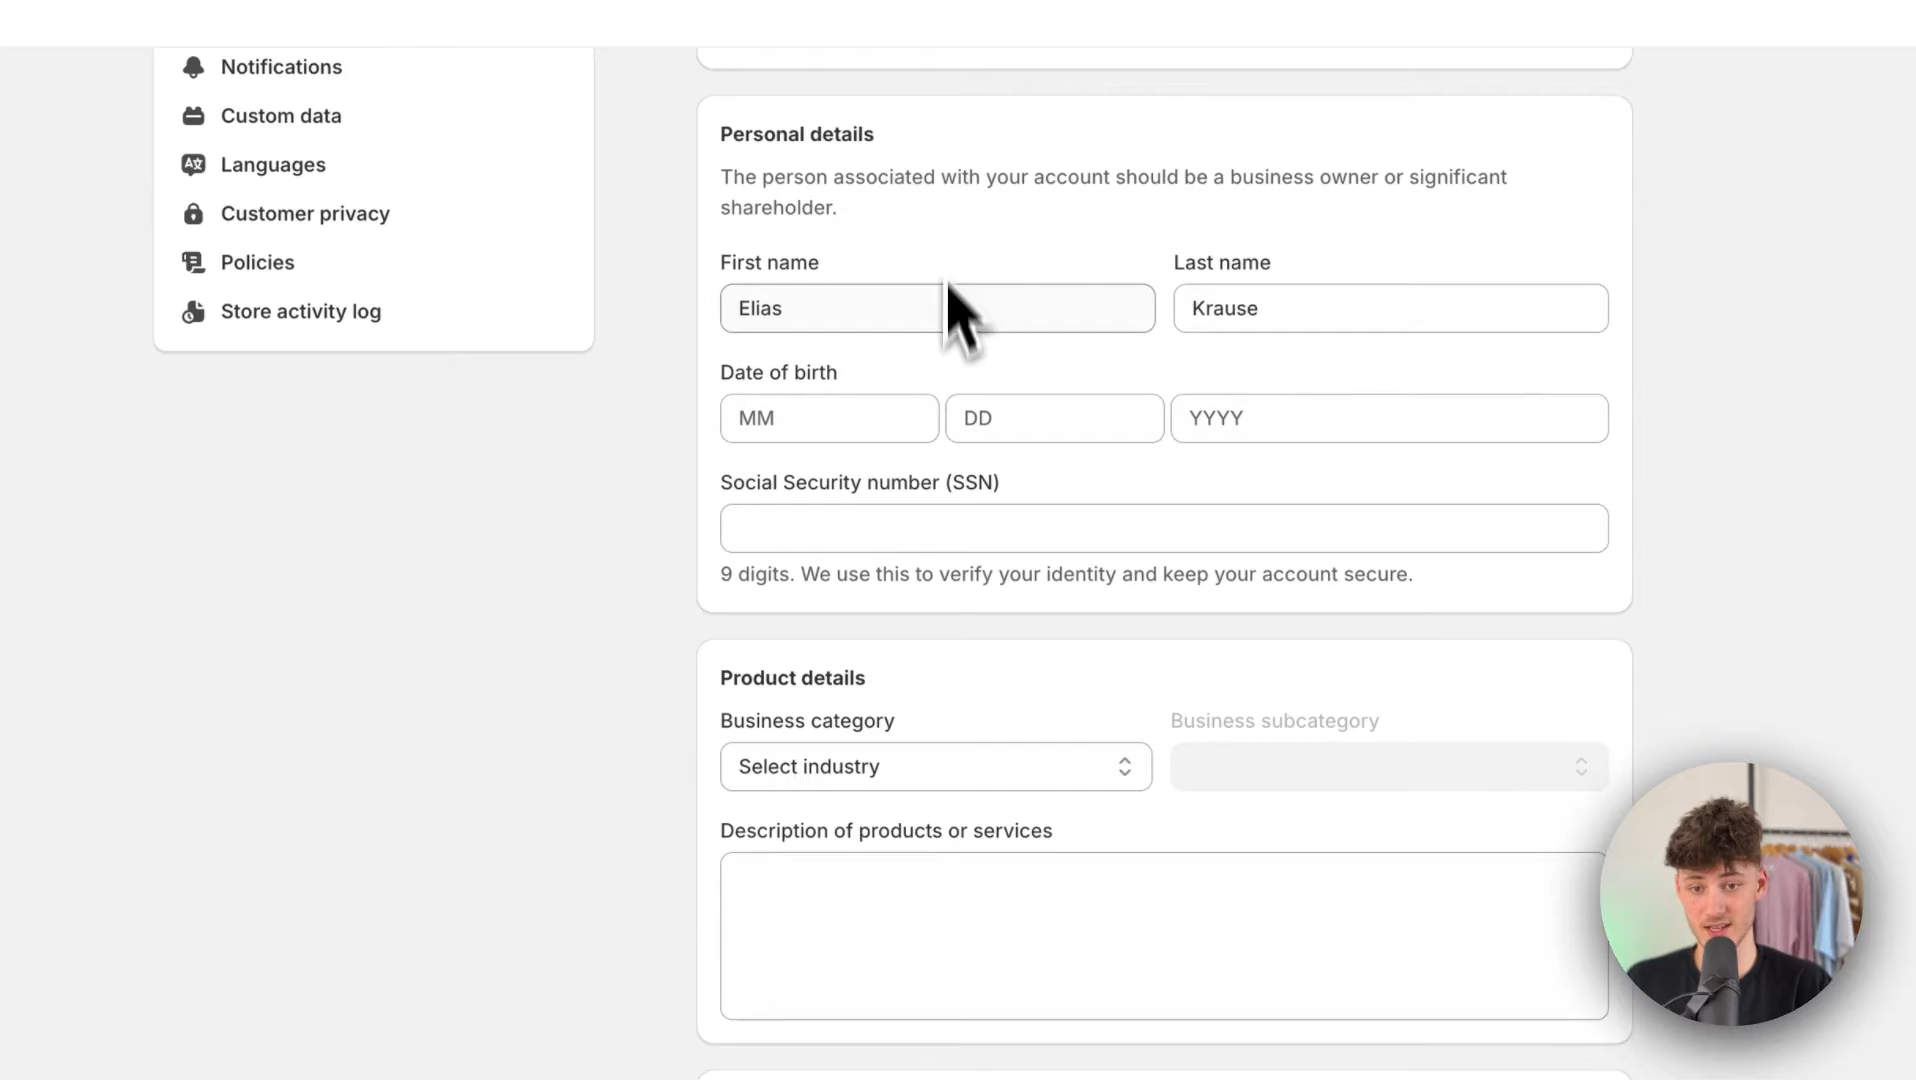 Notifications
Custom data
Languages
Customer privacy
Policies
Store activity log
Personal details
The person associated with your account should be a business owner or significant
shareholder.
First name
Last name
Elias
Krause
Date of birth
MM
DD
YYYY
Social Security number (SSN)
9 digits. We use this to verify your identity and keep your account secure.
Product details
Business category
Business subcategory
Select industry
Description of products or services